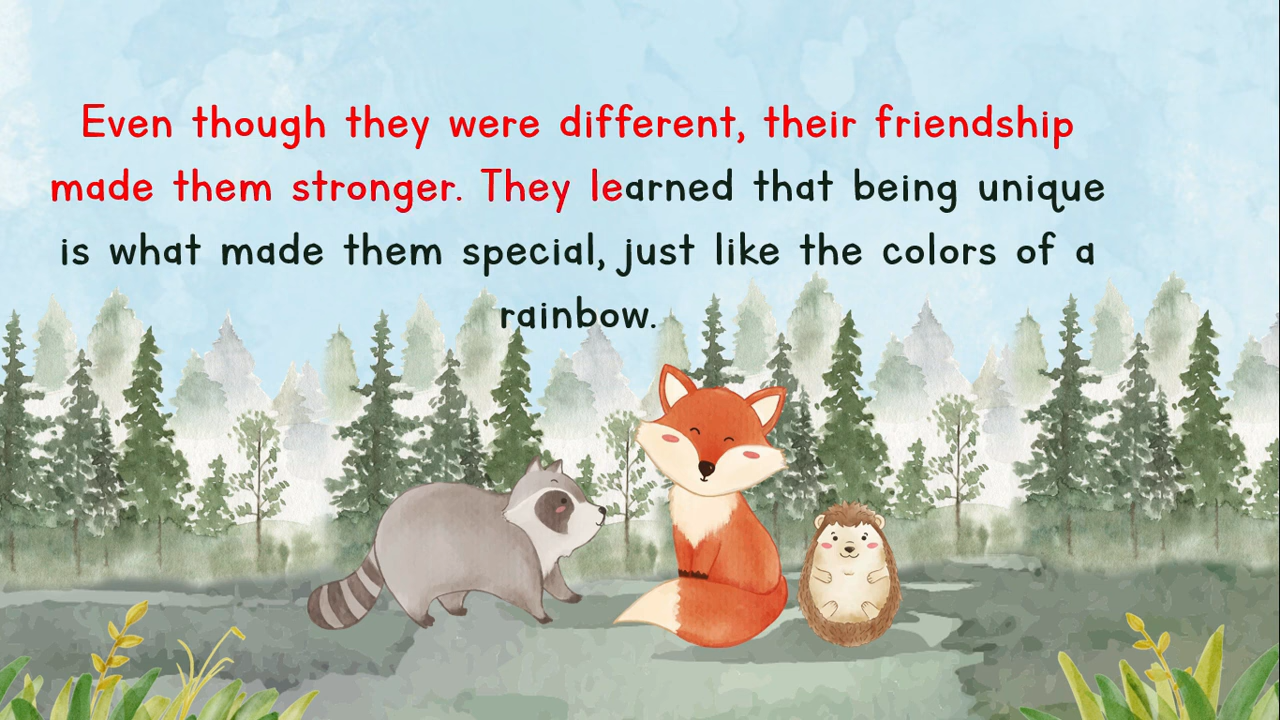 Even though they were different, their friendship
made them stronger. They learned that being unique
is what made them special, just like the colors of a
rainbow.